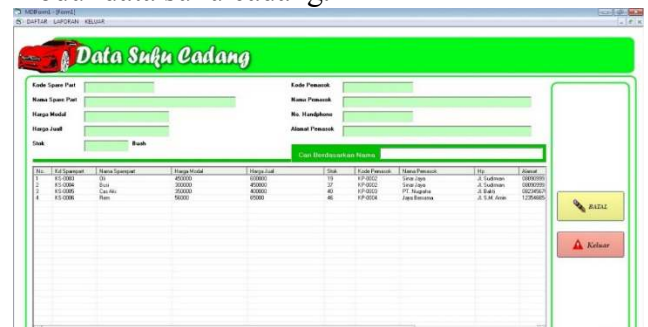 MDIForm1 - [Form1]
DAFTAR LAPORAN KELUAR
Data Suku Cadang
Kode Spare Part
Kode Pemasok
Nama Spare Part
Nama Pemasok
Harga Modal
No. Handphone
Harga Jual
Alamat Pemasok
Stok Buah
Cari Berdasarkan Nama
No. Kd Sparepart Nama Sparepart Harga Modal Harga Jual Stok Kode Pemasok Nama Pemasok Hp Alamat
1 KS-0003 Oli 450000 600000 19 KP-0002 Sinar Jaya Jl. Sudirman
2 KS-0004 Busi 300000 450000 37 KP-0002 Sinar Jaya Jl. Sudirman
3 KS-0005 Cas Aki 350000 400000 40 KP-0003 PT. Nugraha Jl. Bakti
4 KS-0006 Rem 50000 65000 46 KP-0004 Jaya Bersama Jl. S.M. Amin
BATAL
Keluar